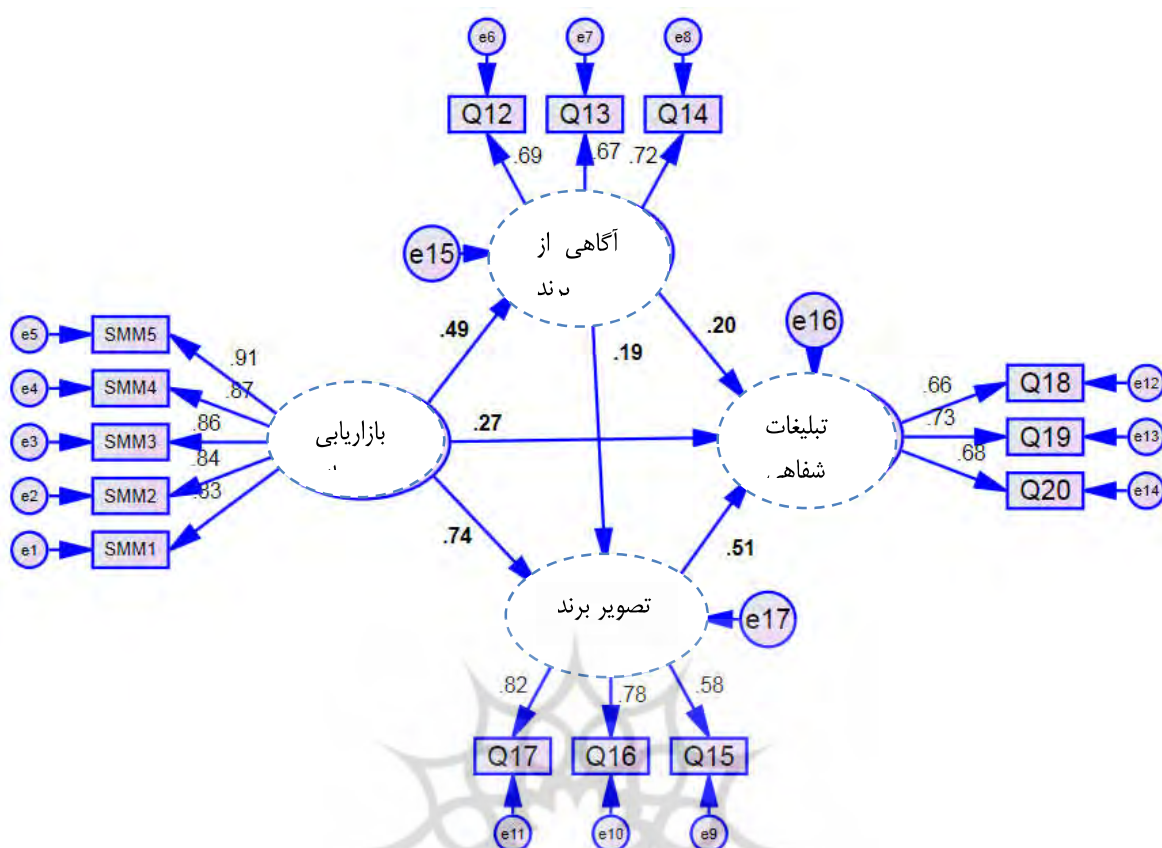 e6
e7
e8
Q12
Q13
Q14
.69
.67
.72
e15
آگاهی از
برند
.49
.19
.20
e16
e5
SMM5
.91
e4
SMM4
.87
e3
SMM3
.86
e2
SMM2
.84
e1
SMM1
.83
بازاریابی
.27
تبلیغات
شفاهی
.66
Q18
e12
.73
Q19
e13
.68
Q20
e14
.74
.51
تصویر برند
e17
.82
.78
.58
Q17
Q16
Q15
e11
e10
e9